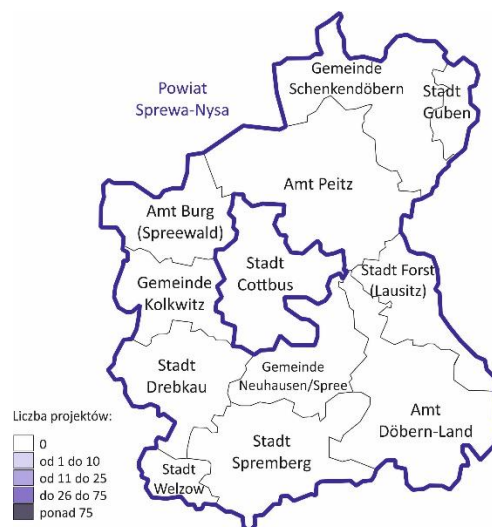 Gemeinde
Schenkendöbern
Stadt
Guben
Powiat
Sprewa-Nysa
Amt Peitz
Amt Burg
(Spreewald)
Stadt
Cottbus
Stadt Forst
(Lausitz)
Gemeinde
Kolkwitz
Stadt
Drebkau
Gemeinde
Neuhausen/Spree
Amt
Döbern-Land
Stadt
Spremberg
Stadt
Welzow
Liczba projektów:
0
od 1 do 10
od 11 do 25
do 26 do 75
ponad 75